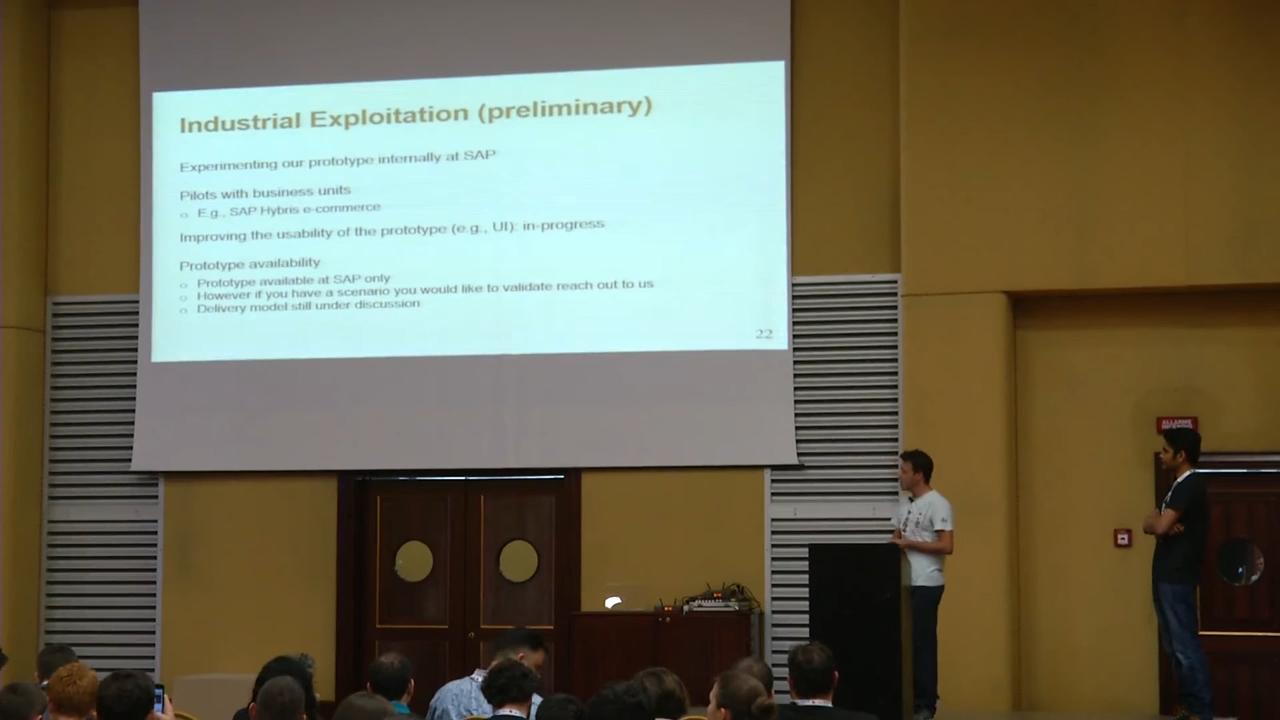 Industrial Exploitation (preliminary)
Experimenting our prototype internally at SAP
Pilots with business units
o E.g., SAP Hybris e-commerce
Improving the usability of the prototype (e.g., UI): in-progress
Prototype availability
o Prototype available at SAP only
o However if you have a scenario you would like to validate reach out to us
o Delivery model still under discussion
22
ALLARME
INCENDIO